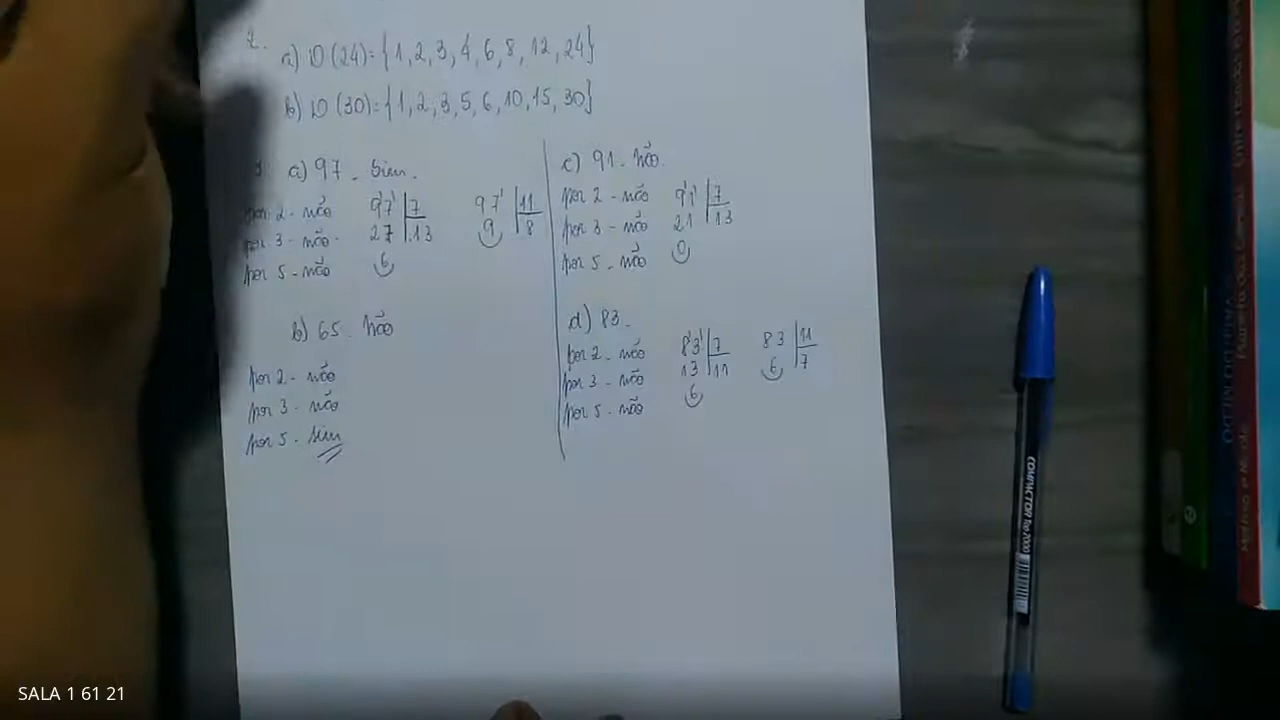 2.
a) D(24)={1, 2, 3, 4, 6, 8, 12, 24}
b) D(30)={1, 2, 3, 5, 6, 10, 15, 30}
a) 97 - Sim.
por 2 - não
por 3 - não.
por 5 - não
97 | 7
27 | 13
6
97 | 11
9 | 8
b) 65 - Não
por 2 - não
por 3 - não
por 5 - sim
c) 91 - Não.
por 2 - não
por 3 - não
por 5 - não
91 | 7
21 | 13
0
d) 83 -
por 2 - não
por 3 - não
por 5 - não
83 | 7
13 | 11
6
83 | 11
6 | 7
COMPACTOR
SALA 1 61 21